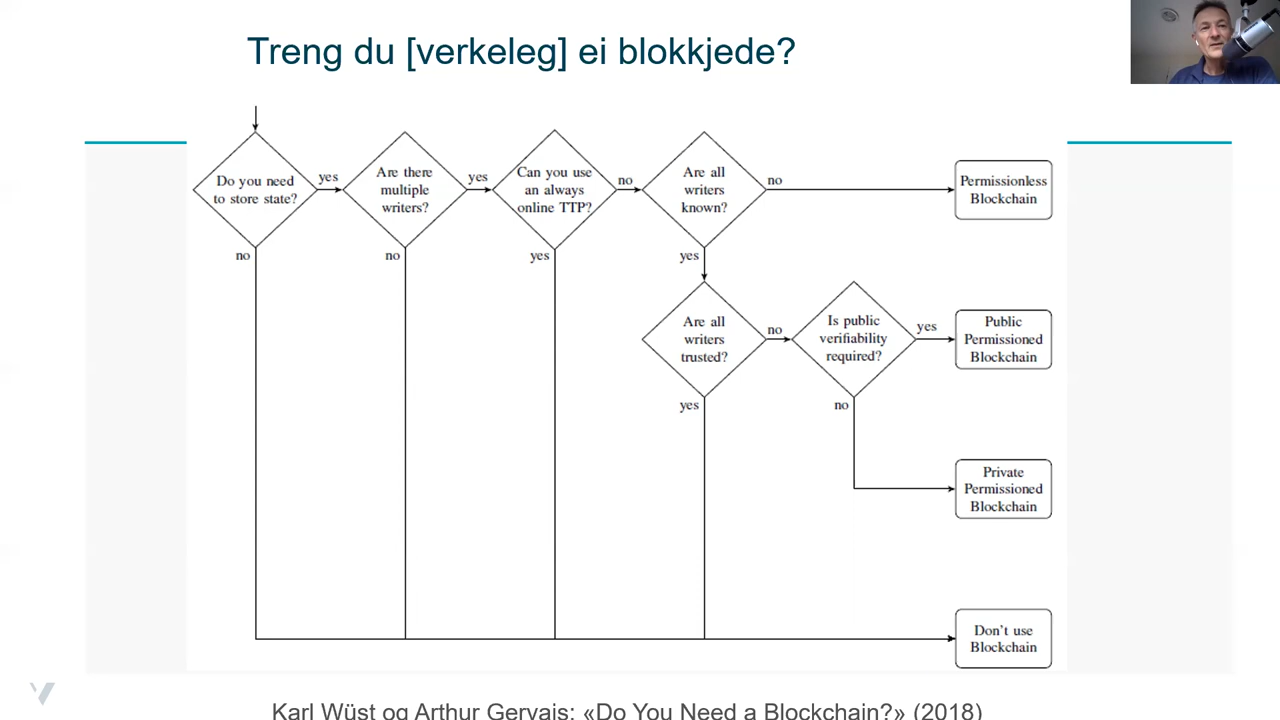 Treng du [verkeleg] ei blokkjede?
Do you need
to store state?
yes
no
Are there
multiple
writers?
yes
no
Can you use
an always
online TTP?
no
yes
Are all
writers
known?
no
yes
Permissionless
Blockchain
Are all
writers
trusted?
no
yes
Is public
verifiability
required?
yes
no
Public
Permissioned
Blockchain
Private
Permissioned
Blockchain
Don't use
Blockchain
Karl Wüst og Arthur Gervais: «Do You Need a Blockchain?» (2018)